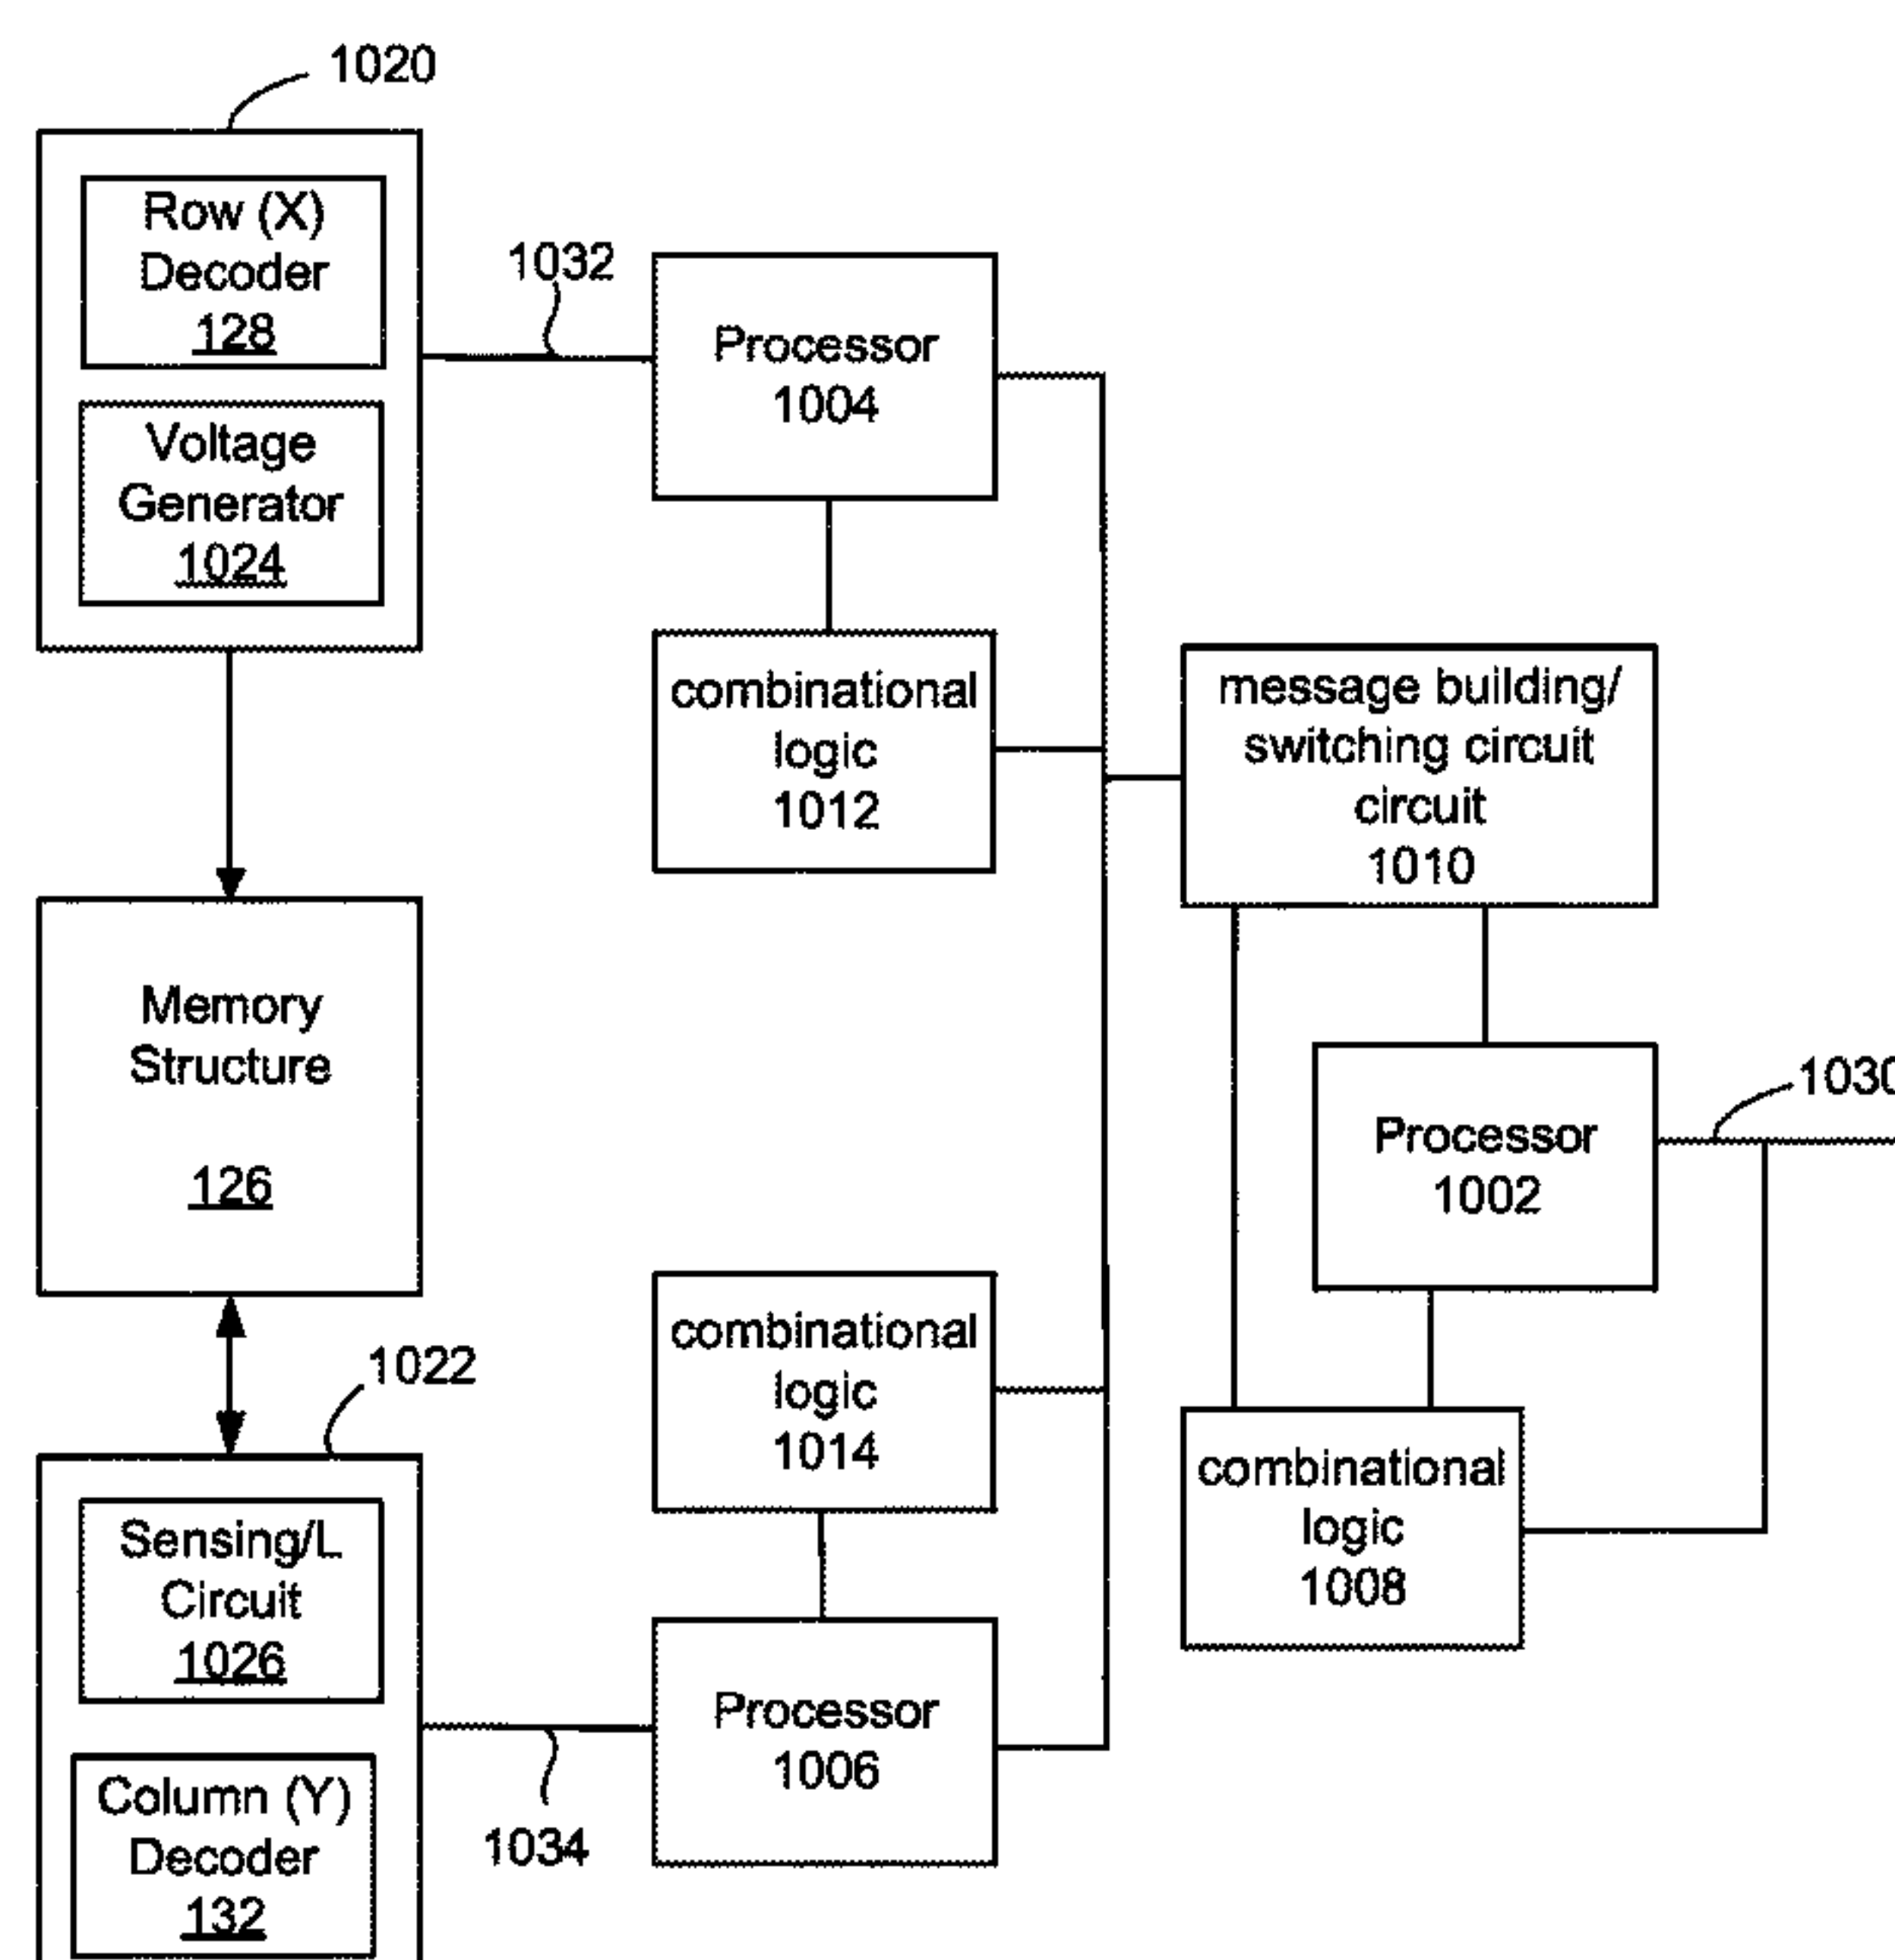 1020
Row (X)
Decoder
128
Voltage
Generator
1024
1032
Processor
1004
combinational
logic
1012
message building/
switching circuit
circuit
1010
Memory
Structure
126
Processor
1002
1030
combinational
logic
1014
1022
combinational
logic
1008
Sensing/L
Circuit
1026
Processor
1006
1034
Column (Y)
Decoder
132